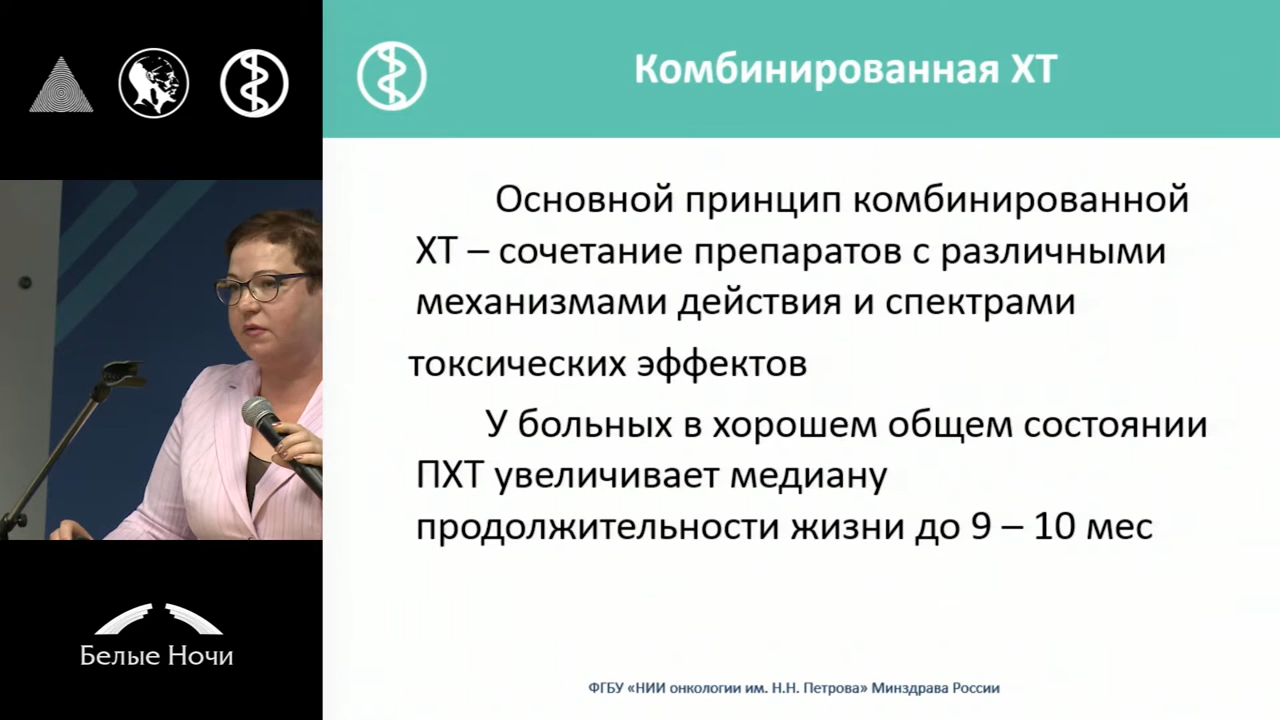 Комбинированная ХТ
Основной принцип комбинированной
ХТ – сочетание препаратов с различными
механизмами действия и спектрами
токсических эффектов
У больных в хорошем общем состоянии
ПХТ увеличивает медиану
продолжительности жизни до 9 – 10 мес
Белые Ночи
ФГБУ «НИИ онкологии им. Н.Н. Петрова» Минздрава России